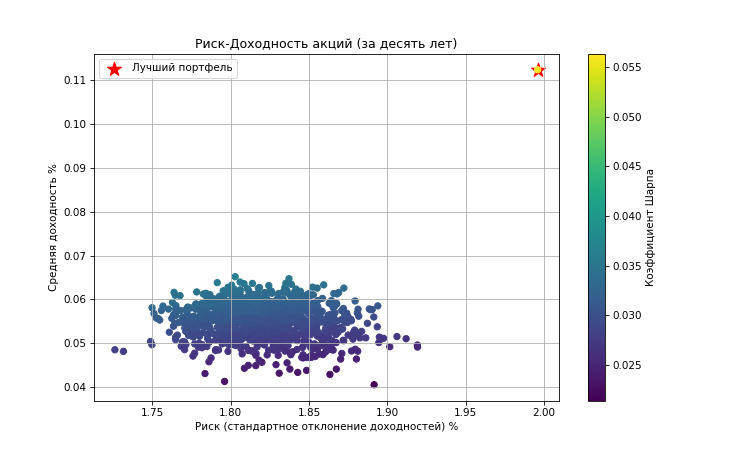 Риск-Доходность акций (за десять лет)
Лучший портфель
Средняя доходность %
0.11
0.10
0.09
0.08
0.07
0.06
0.05
0.04
1.75 1.80 1.85 1.90 1.95 2.00
Риск (стандартное отклонение доходностей) %
0.055
0.050
0.045
0.040
0.035
0.030
0.025
Коэффициент Шарпа